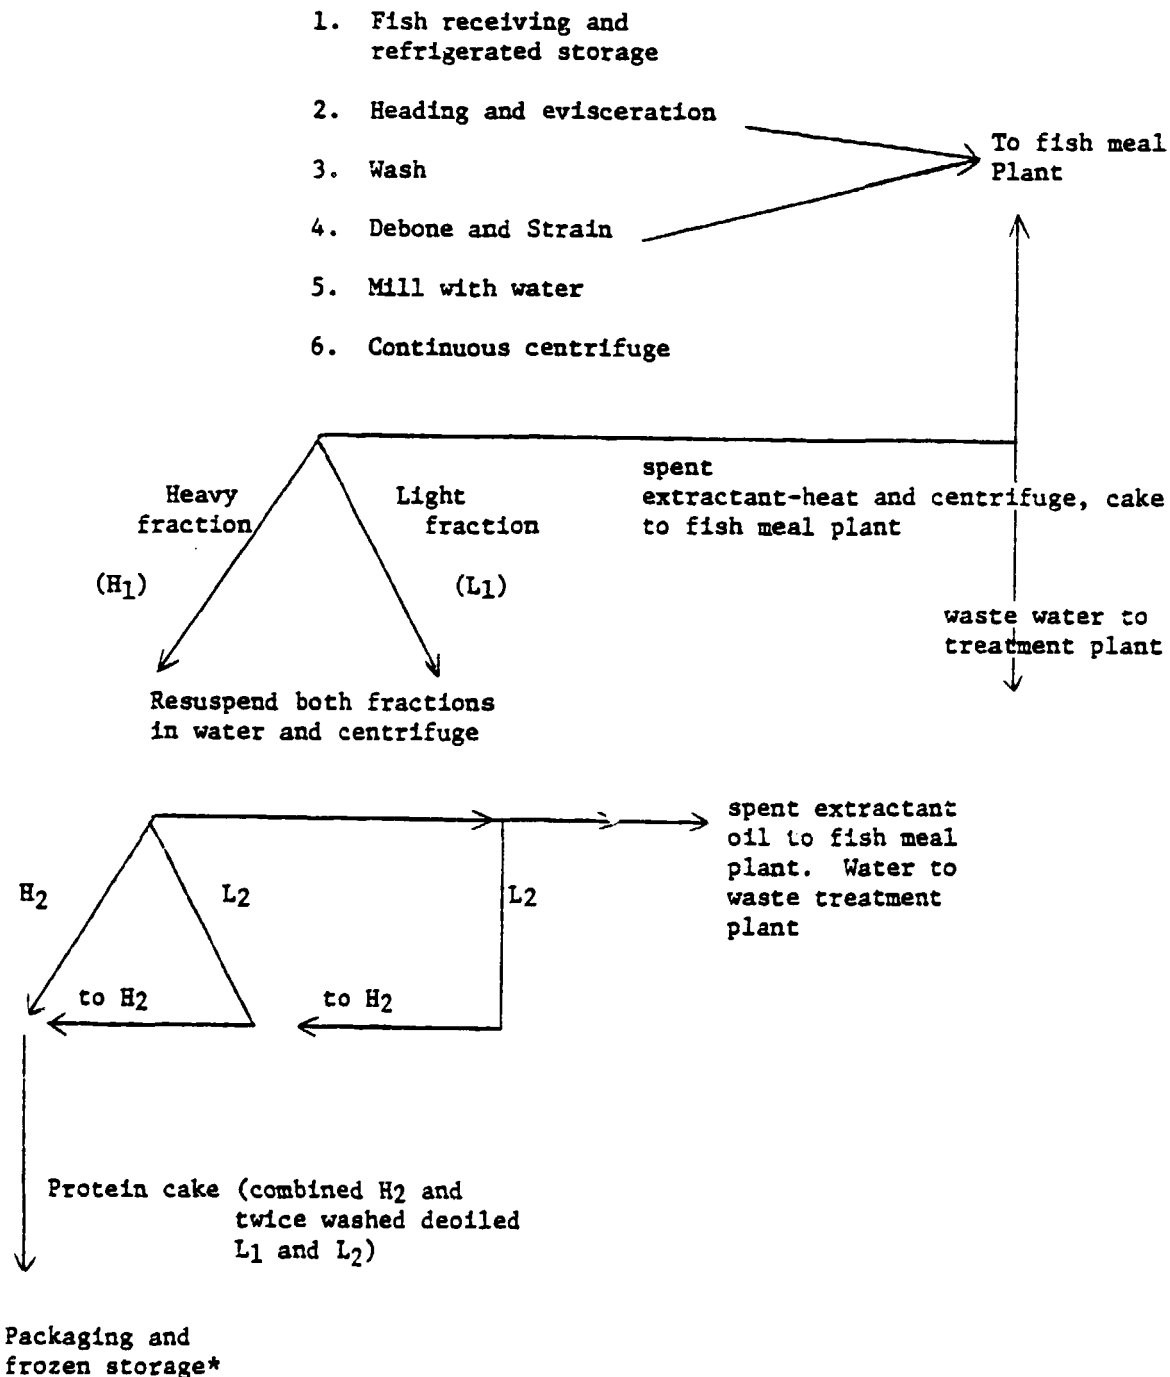 1. Fish receiving and
refrigerated storage
2. Heading and evisceration
To fish meal
Plant
3. Wash
4. Debone and Strain
5. Mill with water
6. Continuous centrifuge
Heavy
fraction
Light
fraction
(H1)
(L1)
spent
extractant-heat and centrifuge, cake
to fish meal plant
waste water to
treatment plant
Resuspend both fractions
in water and centrifuge
H2
L2
L2
spent extractant
oil to fish meal
plant. Water to
waste treatment
plant
to H2
to H2
Protein cake (combined H2 and
twice washed deoiled
L1 and L2)
Packaging and
frozen storage*